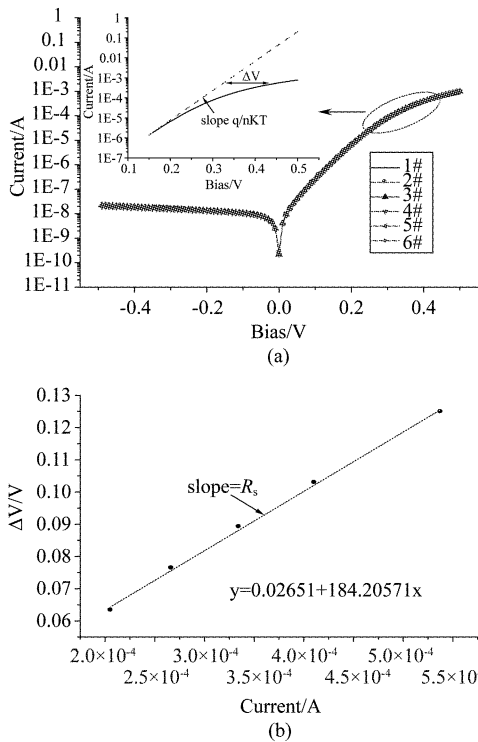 (a)
1
0.1
0.01
1E-3
1E-4
1E-5
1E-6
1E-7
1E-8
1E-9
1E-10
1E-11
Current/A
-0.4
-0.2
0.0
0.2
0.4
Bias/V
1
0.1
0.01
1E-3
1E-4
1E-5
1E-6
1E-7
Current/A
0.1
0.2
0.3
0.4
0.5
Bias/V
ΔV
slope q/nKT
1#
2#
3#
4#
5#
6#
(a)
0.13
0.12
0.11
0.10
0.09
0.08
0.07
0.06
ΔV/V
slope=Rs
y=0.02651+184.20571x
2.0×10⁻⁴ 3.0×10⁻⁴ 4.0×10⁻⁴ 5.0×10⁻⁴
2.5×10⁻⁴ 3.5×10⁻⁴ 4.5×10⁻⁴ 5.5×10⁻⁴
Current/A
(b)